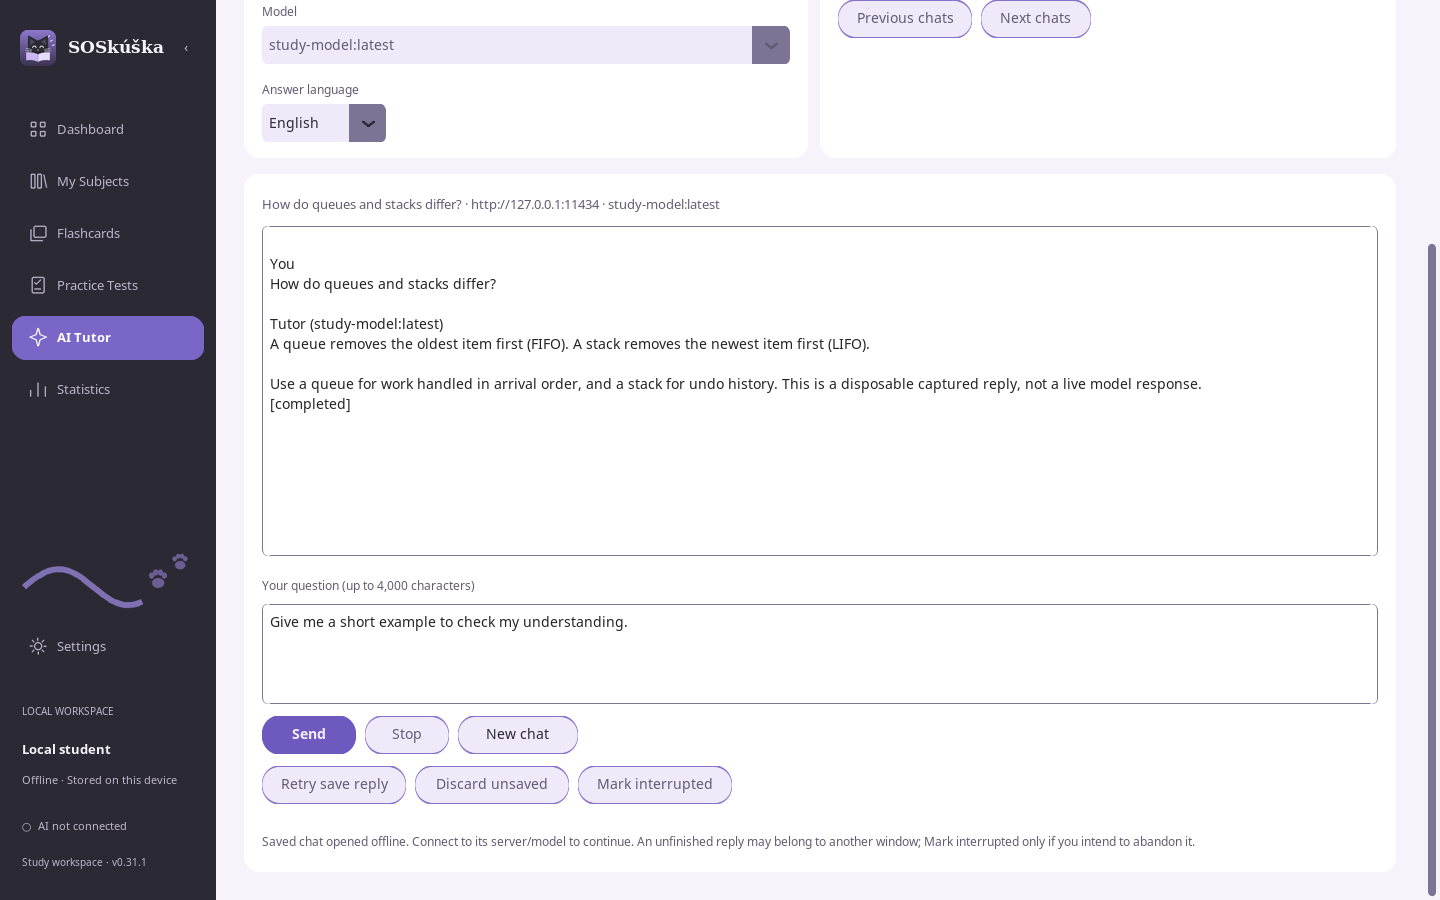 SOSkúška
Dashboard
My Subjects
Flashcards
Practice Tests
AI Tutor
Statistics
Settings
LOCAL WORKSPACE
Local student
Offline · Stored on this device
AI not connected
Study workspace · v0.31.1
Model
study-model:latest
Answer language
English
Previous chats
Next chats
How do queues and stacks differ? · http://127.0.0.1:11434 · study-model:latest
You
How do queues and stacks differ?
Tutor (study-model:latest)
A queue removes the oldest item first (FIFO). A stack removes the newest item first (LIFO).
Use a queue for work handled in arrival order, and a stack for undo history. This is a disposable captured reply, not a live model response.
[completed]
Your question (up to 4,000 characters)
Give me a short example to check my understanding.
Send
Stop
New chat
Retry save reply
Discard unsaved
Mark interrupted
Saved chat opened offline. Connect to its server/model to continue. An unfinished reply may belong to another window; Mark interrupted only if you intend to abandon it.